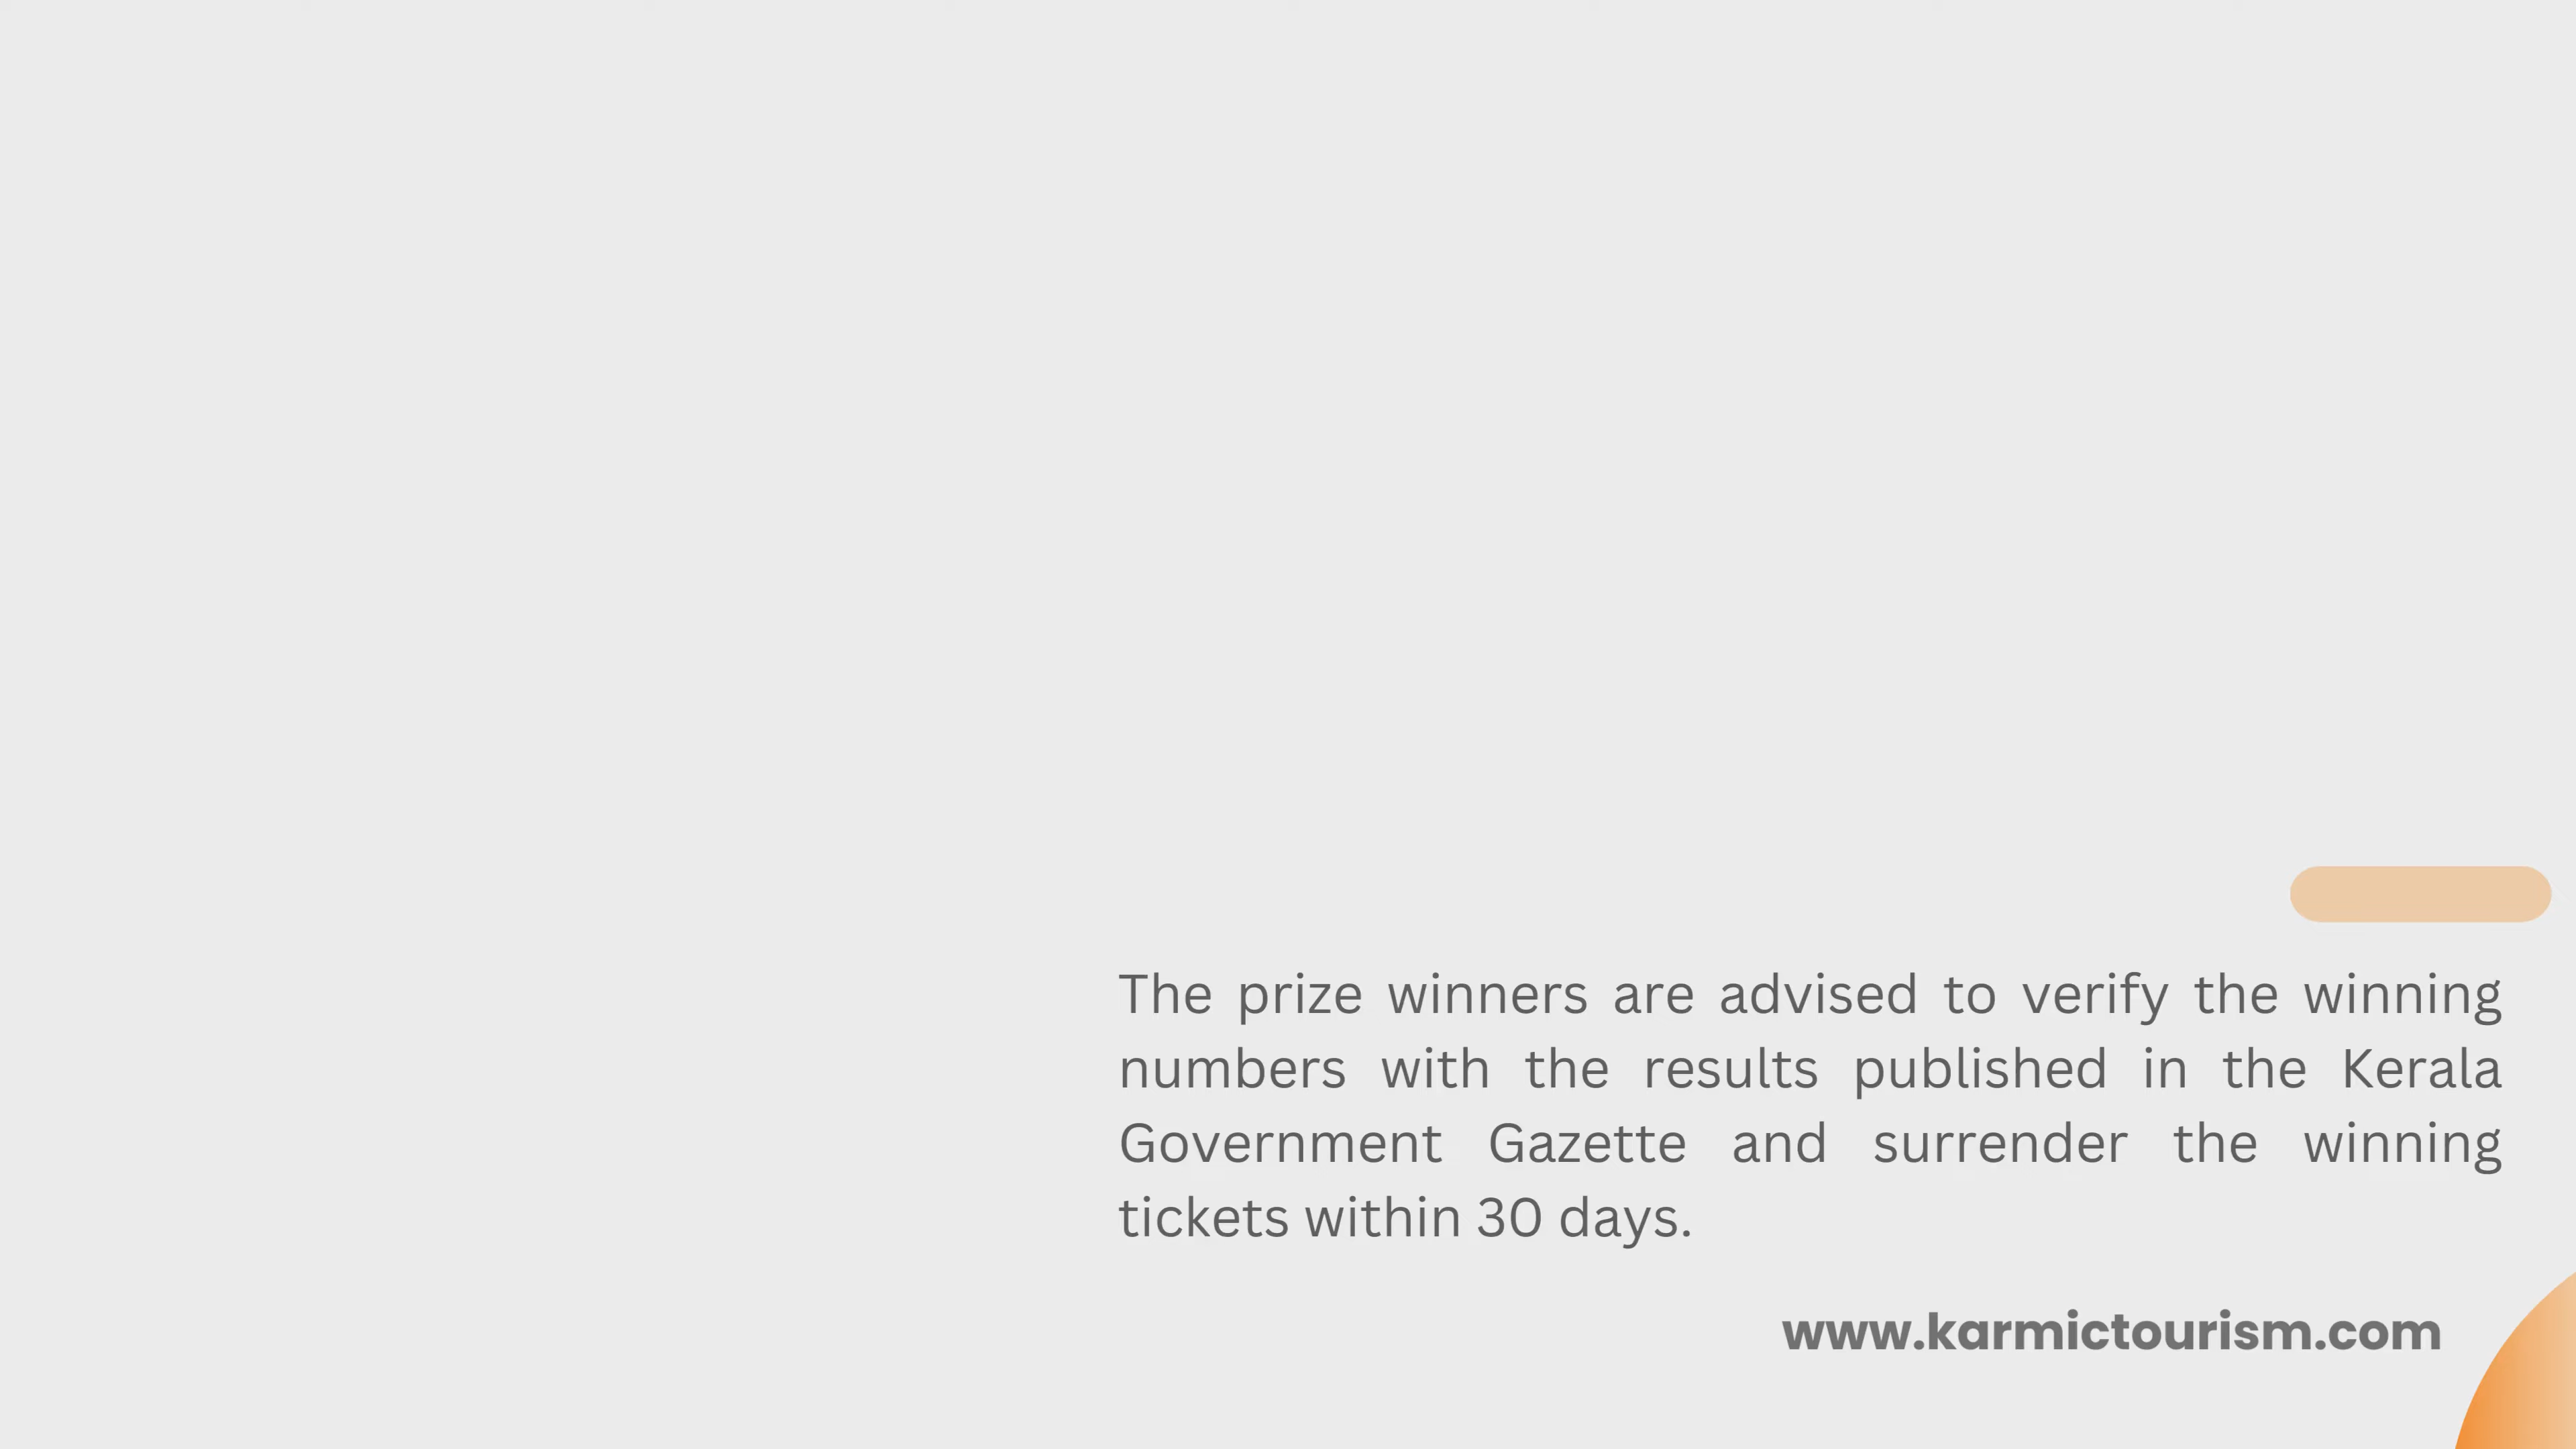 The prize winners are advised to verify the winning
numbers with the results published in the Kerala
Government Gazette and surrender the winning
tickets within 30 days.
www.karmictourism.com